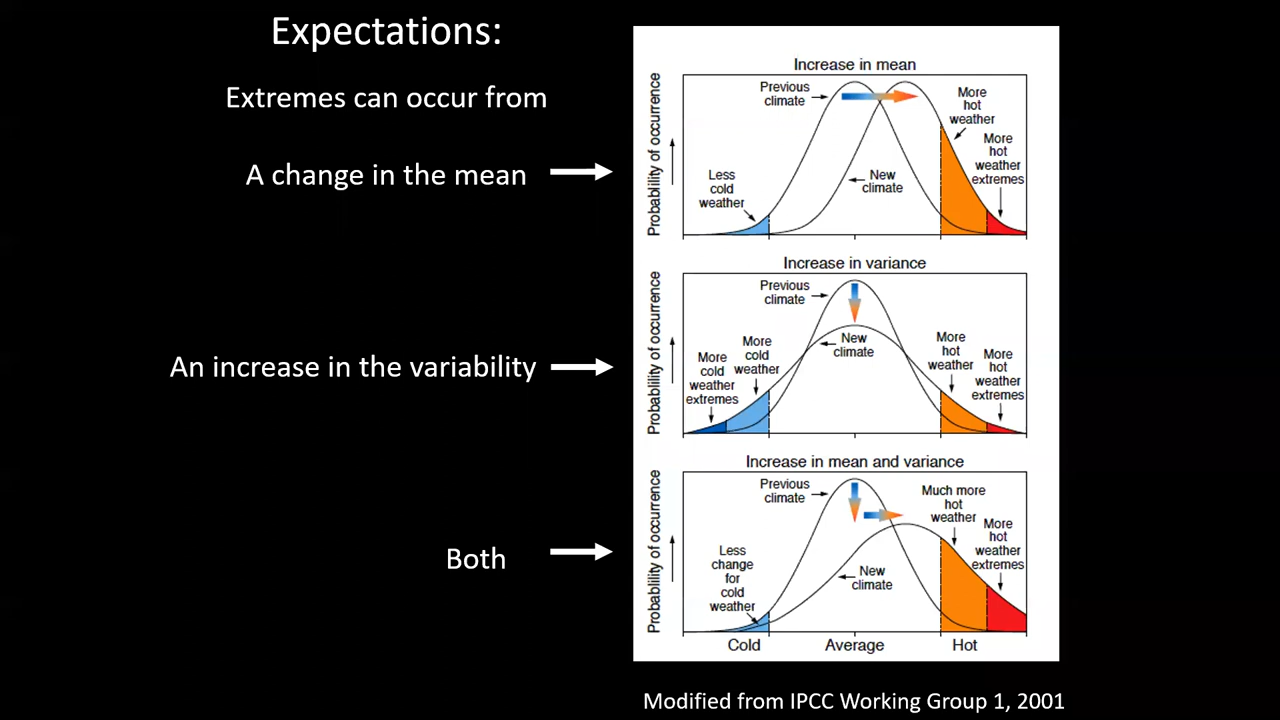 Expectations:
Extremes can occur from
A change in the mean
An increase in the variability
Both
Increase in mean
Probablility of occurrence
Previous
climate
More
hot
weather
More
hot
weather
extremes
Less
cold
weather
New
climate
Increase in variance
Probablility of occurrence
Previous
climate
New
climate
More
cold
weather
More
cold
weather
extremes
More
hot
weather
More
hot
weather
extremes
Increase in mean and variance
Probablility of occurrence
Previous
climate
Much more
hot
weather
More
hot
weather
extremes
Less
change
for
cold
weather
New
climate
Cold
Average
Hot
Modified from IPCC Working Group 1, 2001